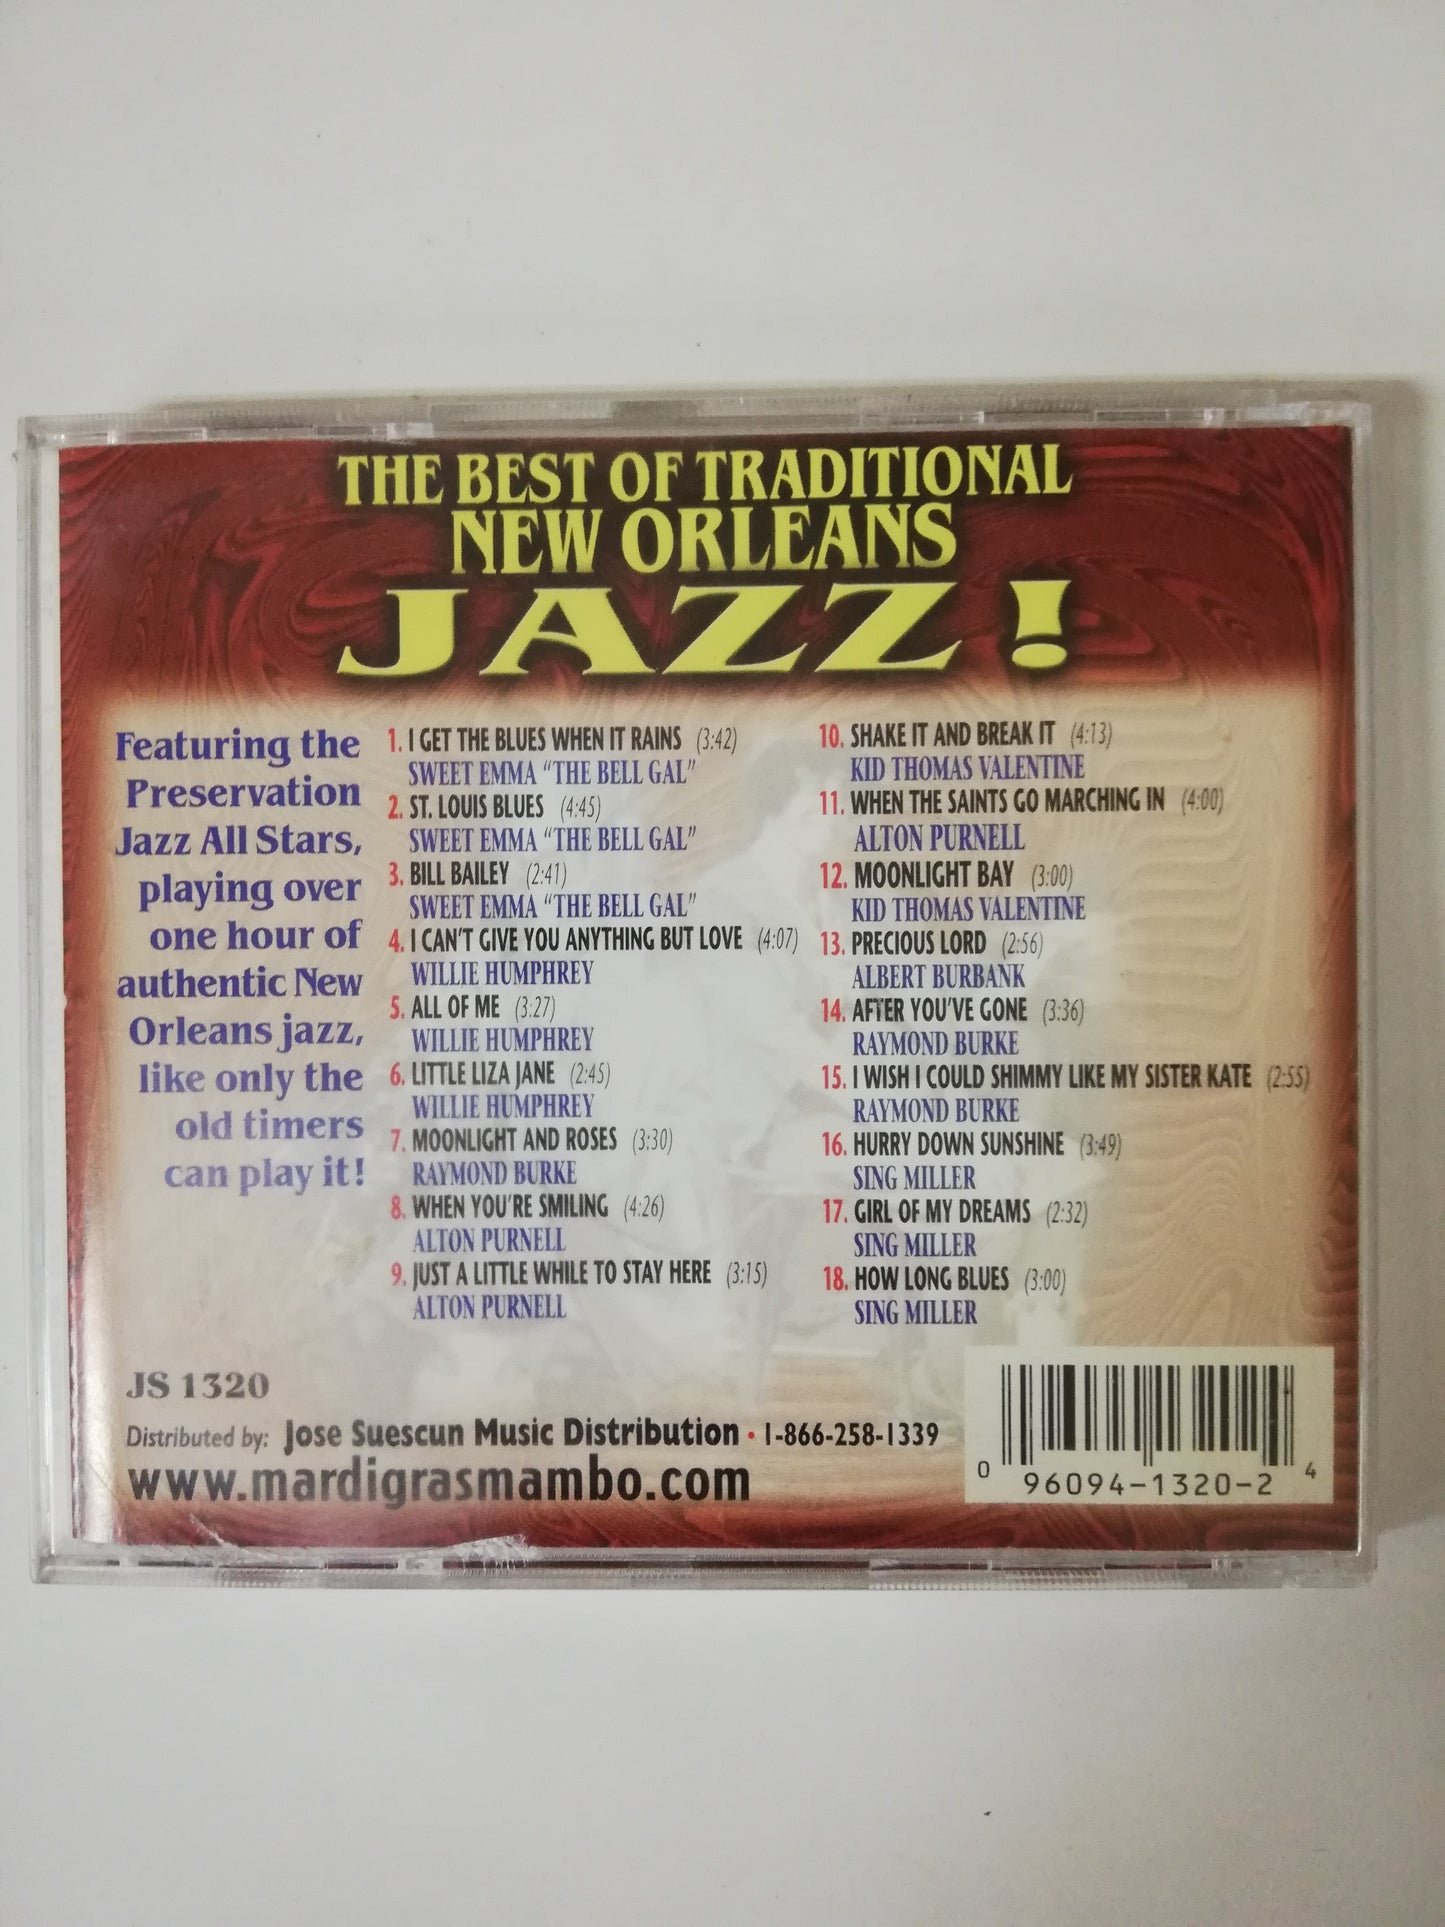 THE BEST OF TRADITIONAL
NEW ORLEANS
JAZZ!
Featuring the
Preservation
Jazz All Stars,
playing over
one hour of
authentic New
Orleans jazz,
like only the
old timers
can play it!
1. I GET THE BLUES WHEN IT RAINS (3:42)
SWEET EMMA "THE BELL GAL"
2. ST. LOUIS BLUES (4:45)
SWEET EMMA "THE BELL GAL"
3. BILL BAILEY (2:41)
SWEET EMMA "THE BELL GAL"
4. I CAN'T GIVE YOU ANYTHING BUT LOVE (4:07)
WILLIE HUMPHREY
5. ALL OF ME (3:27)
WILLIE HUMPHREY
6. LITTLE LIZA JANE (2:45)
WILLIE HUMPHREY
7. MOONLIGHT AND ROSES (3:30)
RAYMOND BURKE
8. WHEN YOU'RE SMILING (4:26)
ALTON PURNELL
9. JUST A LITTLE WHILE TO STAY HERE (3:15)
ALTON PURNELL
10. SHAKE IT AND BREAK IT (4:13)
KID THOMAS VALENTINE
11. WHEN THE SAINTS GO MARCHING IN (4:00)
ALTON PURNELL
12. MOONLIGHT BAY (3:00)
KID THOMAS VALENTINE
13. PRECIOUS LORD (2:56)
ALBERT BURBANK
14. AFTER YOU'VE GONE (3:36)
RAYMOND BURKE
15. I WISH I COULD SHIMMY LIKE MY SISTER KATE (2:55)
RAYMOND BURKE
16. HURRY DOWN SUNSHINE (3:49)
SING MILLER
17. GIRL OF MY DREAMS (2:32)
SING MILLER
18. HOW LONG BLUES (3:00)
SING MILLER
JS 1320
Distributed by: Jose Suescun Music Distribution • 1-866-258-1339
www.mardigrasmambo.com
0 96094-1320-2 4